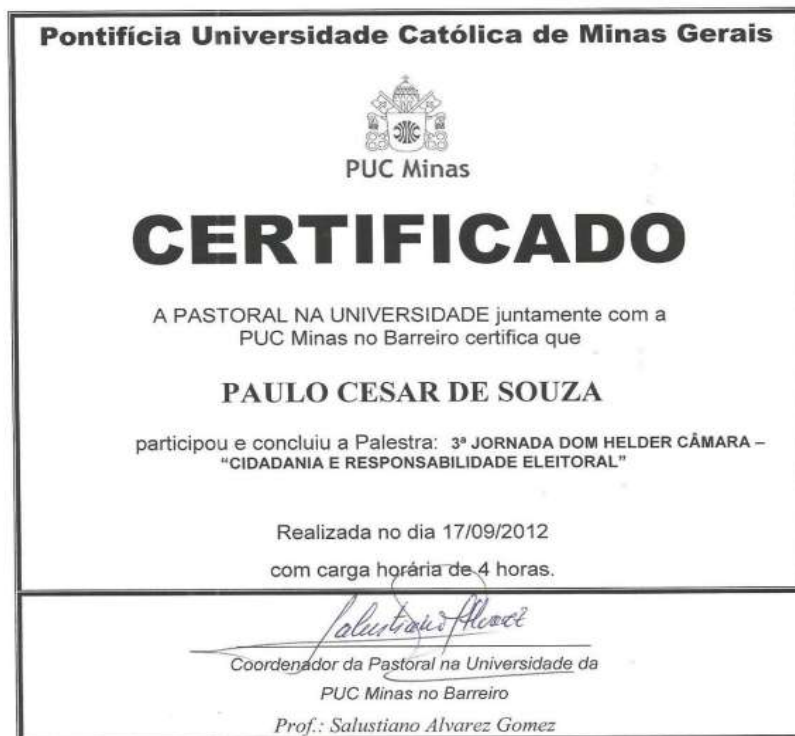 Pontifícia Universidade Católica de Minas Gerais
PUC Minas
CERTIFICADO
A PASTORAL NA UNIVERSIDADE juntamente com a
PUC Minas no Barreiro certifica que
PAULO CESAR DE SOUZA
participou e concluiu a Palestra: 3ª JORNADA DOM HELDER CÂMARA –
“CIDADANIA E RESPONSABILIDADE ELEITORAL”
Realizada no dia 17/09/2012
com carga horária de 4 horas.
Salustiano Alvarez
Coordenador da Pastoral na Universidade da
PUC Minas no Barreiro
Prof.: Salustiano Alvarez Gomez